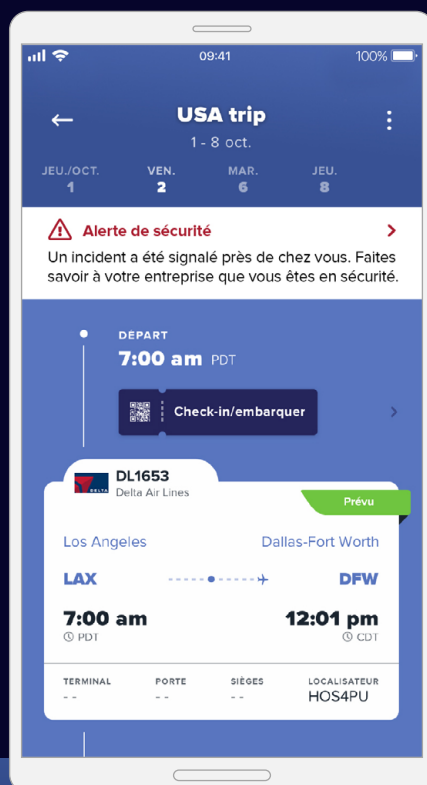 09:41
100%
USA trip
1 - 8 oct.
JEU./OCT. VEN. MAR. JEU.
1 2 6 8
Alerte de sécurité
Un incident a été signalé près de chez vous. Faites
savoir à votre entreprise que vous êtes en sécurité.
DÉPART
7:00 am PDT
Check-in/embarquer
DELTA
DL1653
Delta Air Lines
Prévu
Los Angeles Dallas-Fort Worth
LAX DFW
7:00 am 12:01 pm
PDT CDT
TERMINAL PORTE SIÈGES LOCALISATEUR
- - - - - - HOS4PU